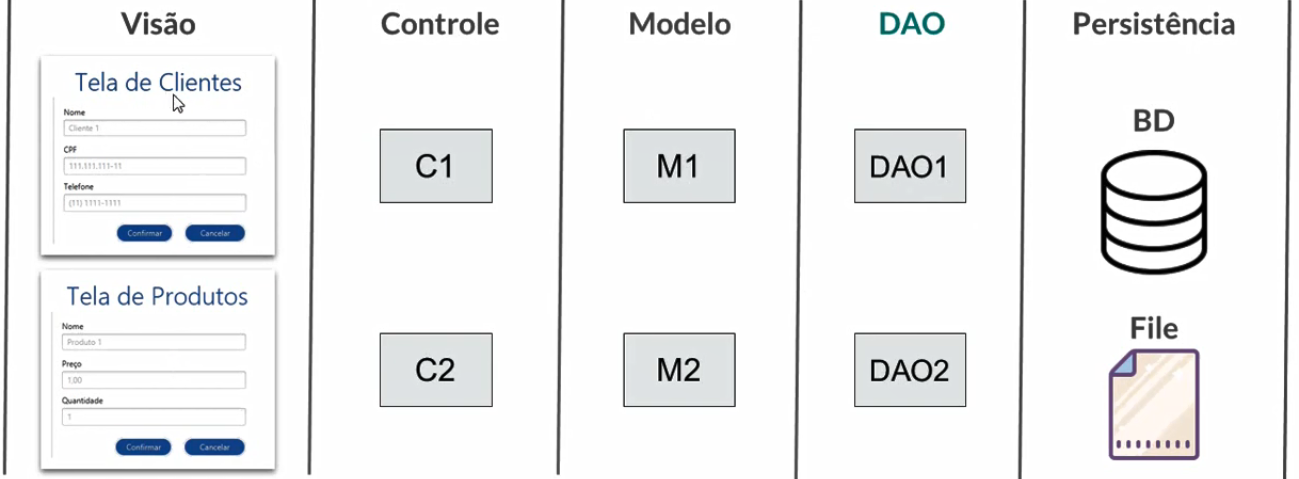 Visão
Controle
Modelo
DAO
Persistência
Tela de Clientes
Nome
Cliente 1
CPF
111.111.111-11
Telefone
(11) 1111-1111
Confirmar
Cancelar
C1
M1
DAO1
BD
Tela de Produtos
Nome
Produto 1
Preço
1,00
Quantidade
1
Confirmar
Cancelar
C2
M2
DAO2
File